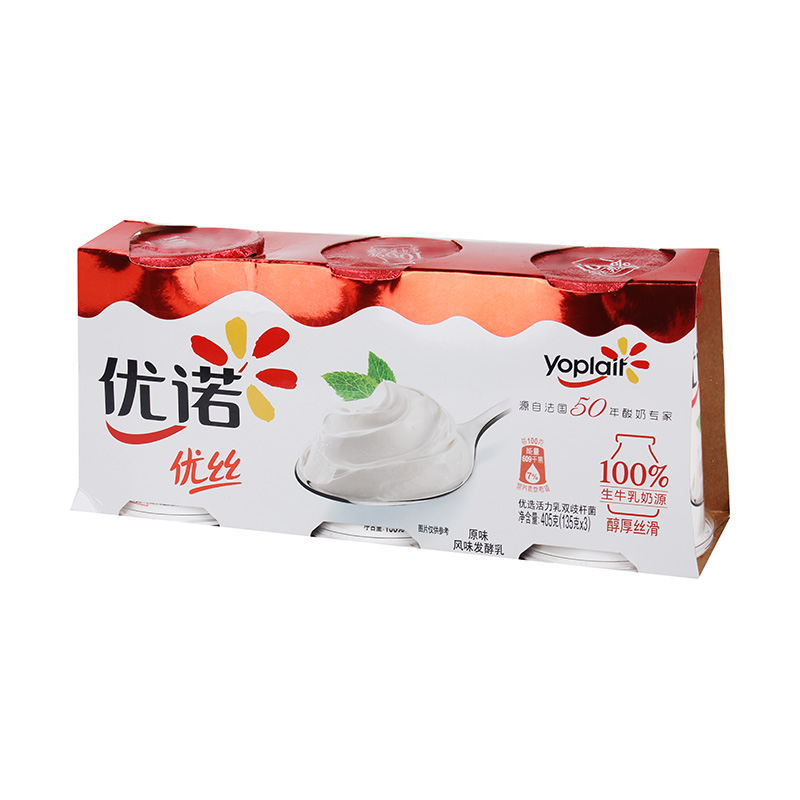 优诺
优丝
yoplait
源自法国50年酸奶专家
每100克
能量
609千焦
7%
营养素参考值
100%
生牛乳奶源
醇厚丝滑
优选活力乳双歧杆菌
净含量:405克(135克x3)
图片仅供参考
原味
风味发酵乳